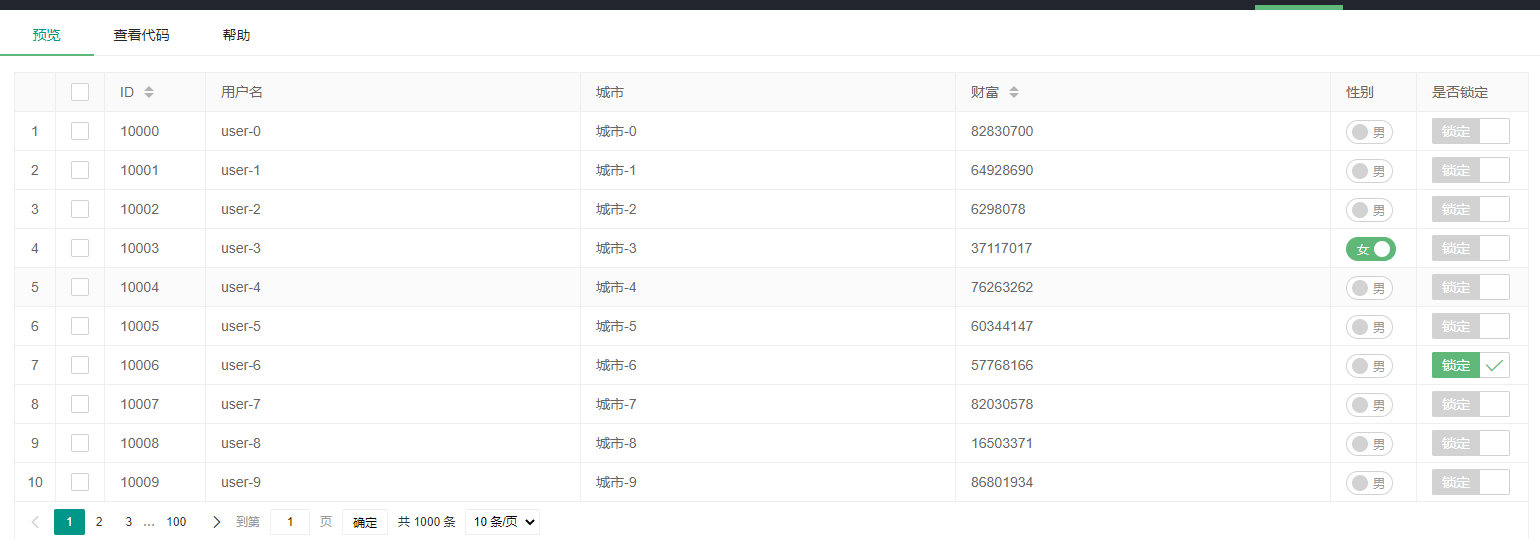 预览 查看代码 帮助
ID 用户名 城市 财富 性别 是否锁定
1 10000 user-0 城市-0 82830700 男 锁定
2 10001 user-1 城市-1 64928690 男 锁定
3 10002 user-2 城市-2 6298078 男 锁定
4 10003 user-3 城市-3 37117017 女 锁定
5 10004 user-4 城市-4 76263262 男 锁定
6 10005 user-5 城市-5 60344147 男 锁定
7 10006 user-6 城市-6 57768166 男 锁定
8 10007 user-7 城市-7 82030578 男 锁定
9 10008 user-8 城市-8 16503371 男 锁定
10 10009 user-9 城市-9 86801934 男 锁定
1 2 3 … 100 到第 1 页 确定 共 1000 条 10 条/页